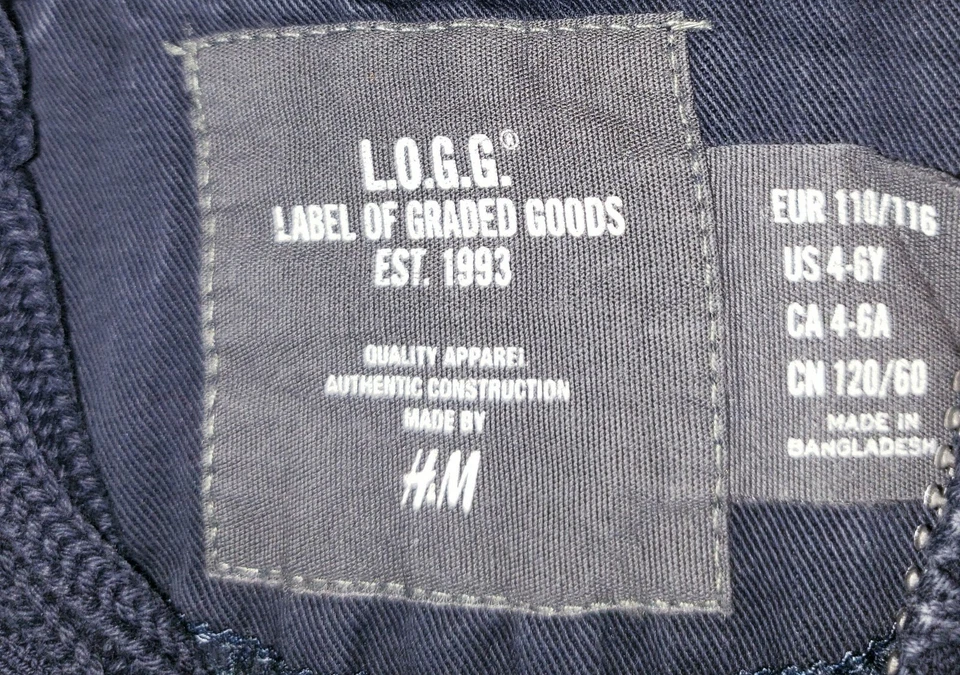 L.O.G.G.®
LABEL OF GRADED GOODS
EST. 1993
QUALITY APPAREL
AUTHENTIC CONSTRUCTION
MADE BY
H&M
EUR 110/116
US 4-6Y
CA 4-6A
CN 120/60
MADE IN
BANGLADESH